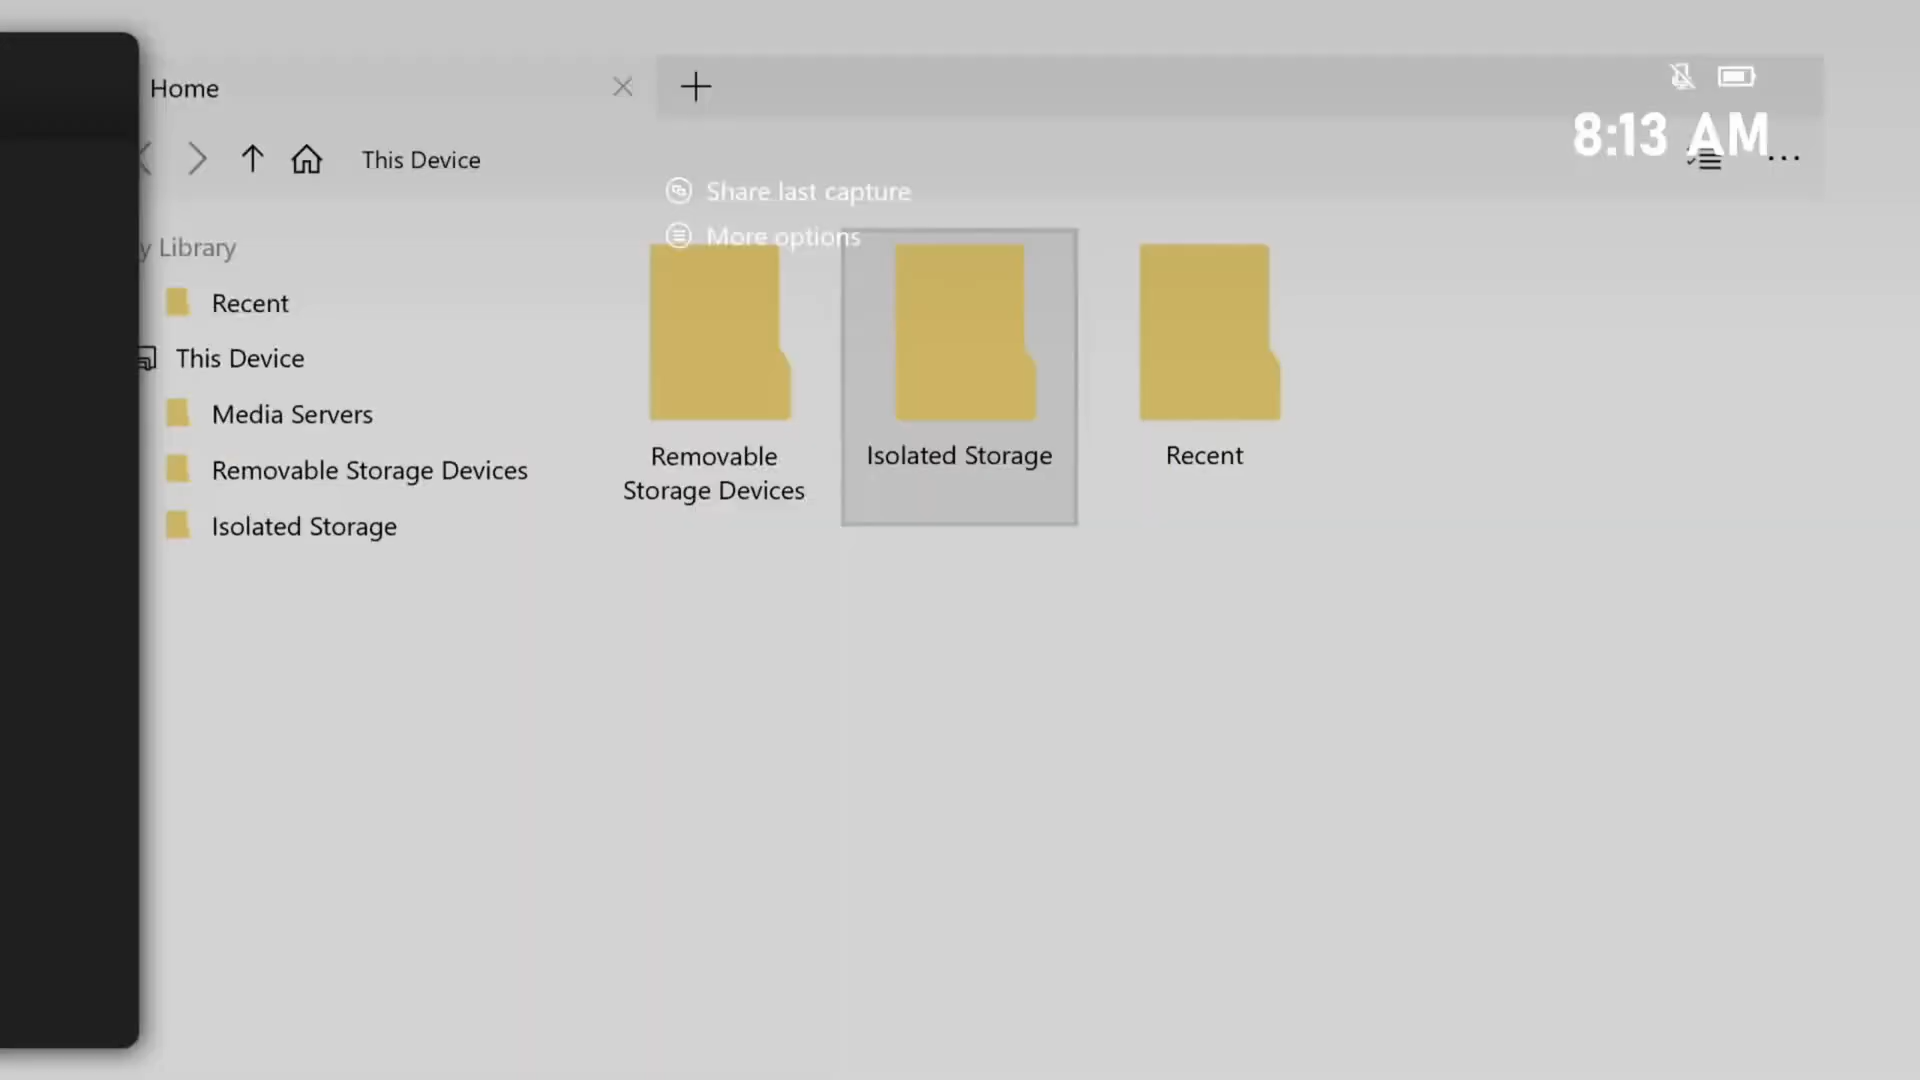 Home
8:13 AM
This Device
Share last capture
More options
y Library
Recent
This Device
Media Servers
Removable Storage Devices
Isolated Storage
Removable
Storage Devices
Isolated Storage
Recent